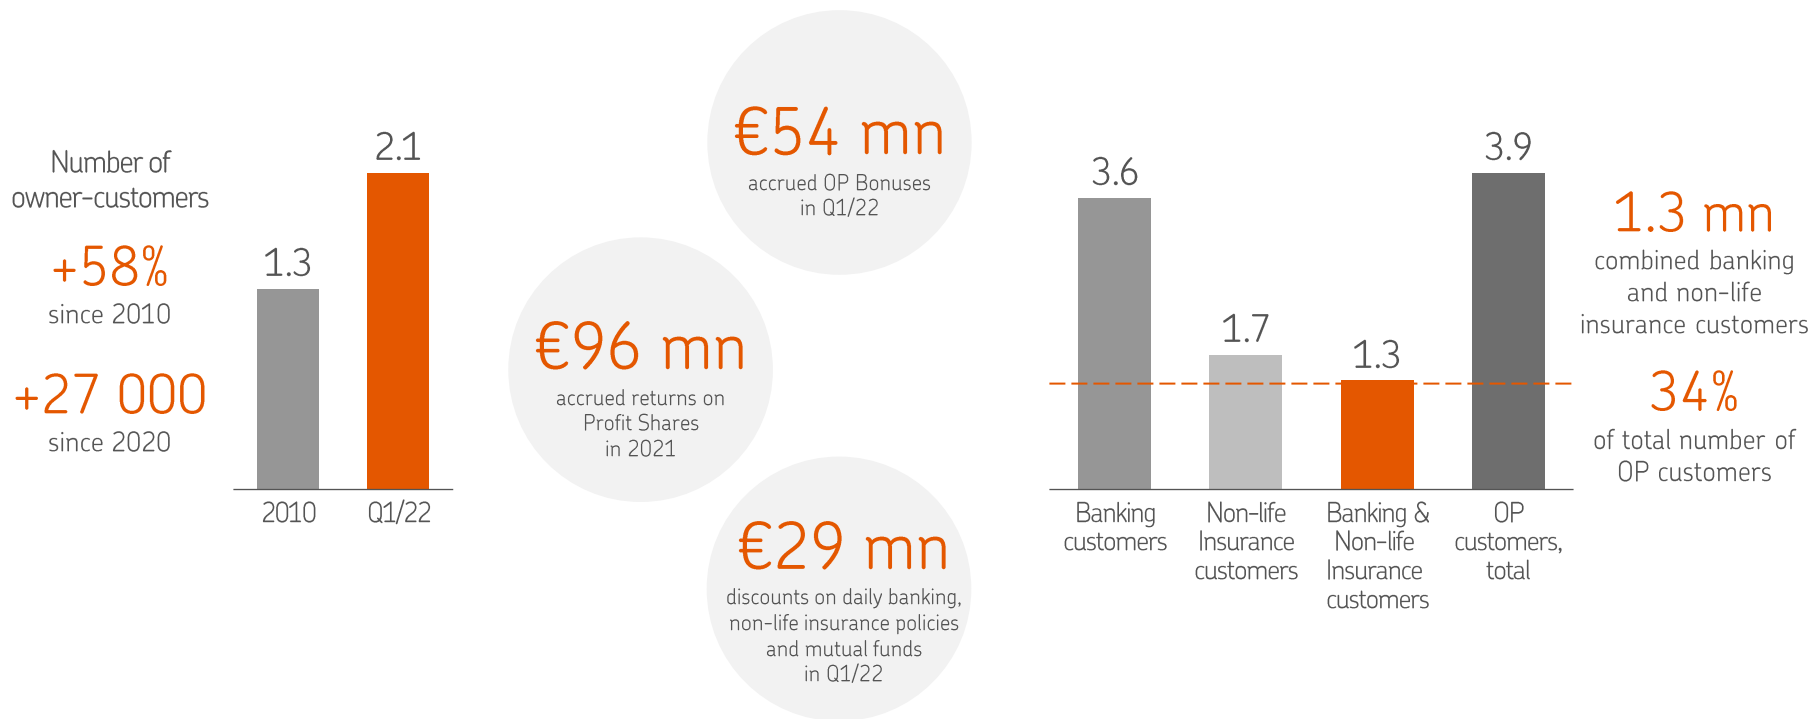 Number of
owner-customers
+58%
since 2010
+27 000
since 2020
1.3
2.1
2010
Q1/22
€54 mn
accrued OP Bonuses
in Q1/22
€96 mn
accrued returns on
Profit Shares
in 2021
€29 mn
discounts on daily banking,
non-life insurance policies
and mutual funds
in Q1/22
3.6
1.7
1.3
3.9
Banking
customers
Non-life
Insurance
customers
Banking &
Non-life
Insurance
customers
OP
customers,
total
1.3 mn
combined banking
and non-life
insurance customers
34%
of total number of
OP customers